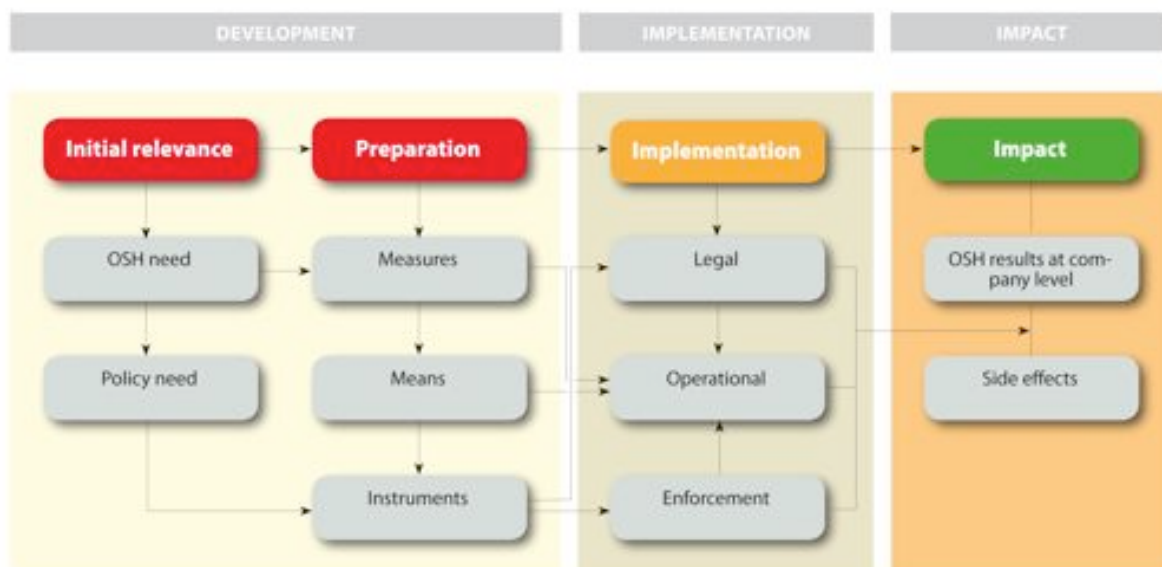 DEVELOPMENT
IMPLEMENTATION
IMPACT
Initial relevance
Preparation
Implementation
Impact
OSH need
Measures
Legal
OSH results at com-
pany level
Policy need
Means
Operational
Side effects
Instruments
Enforcement